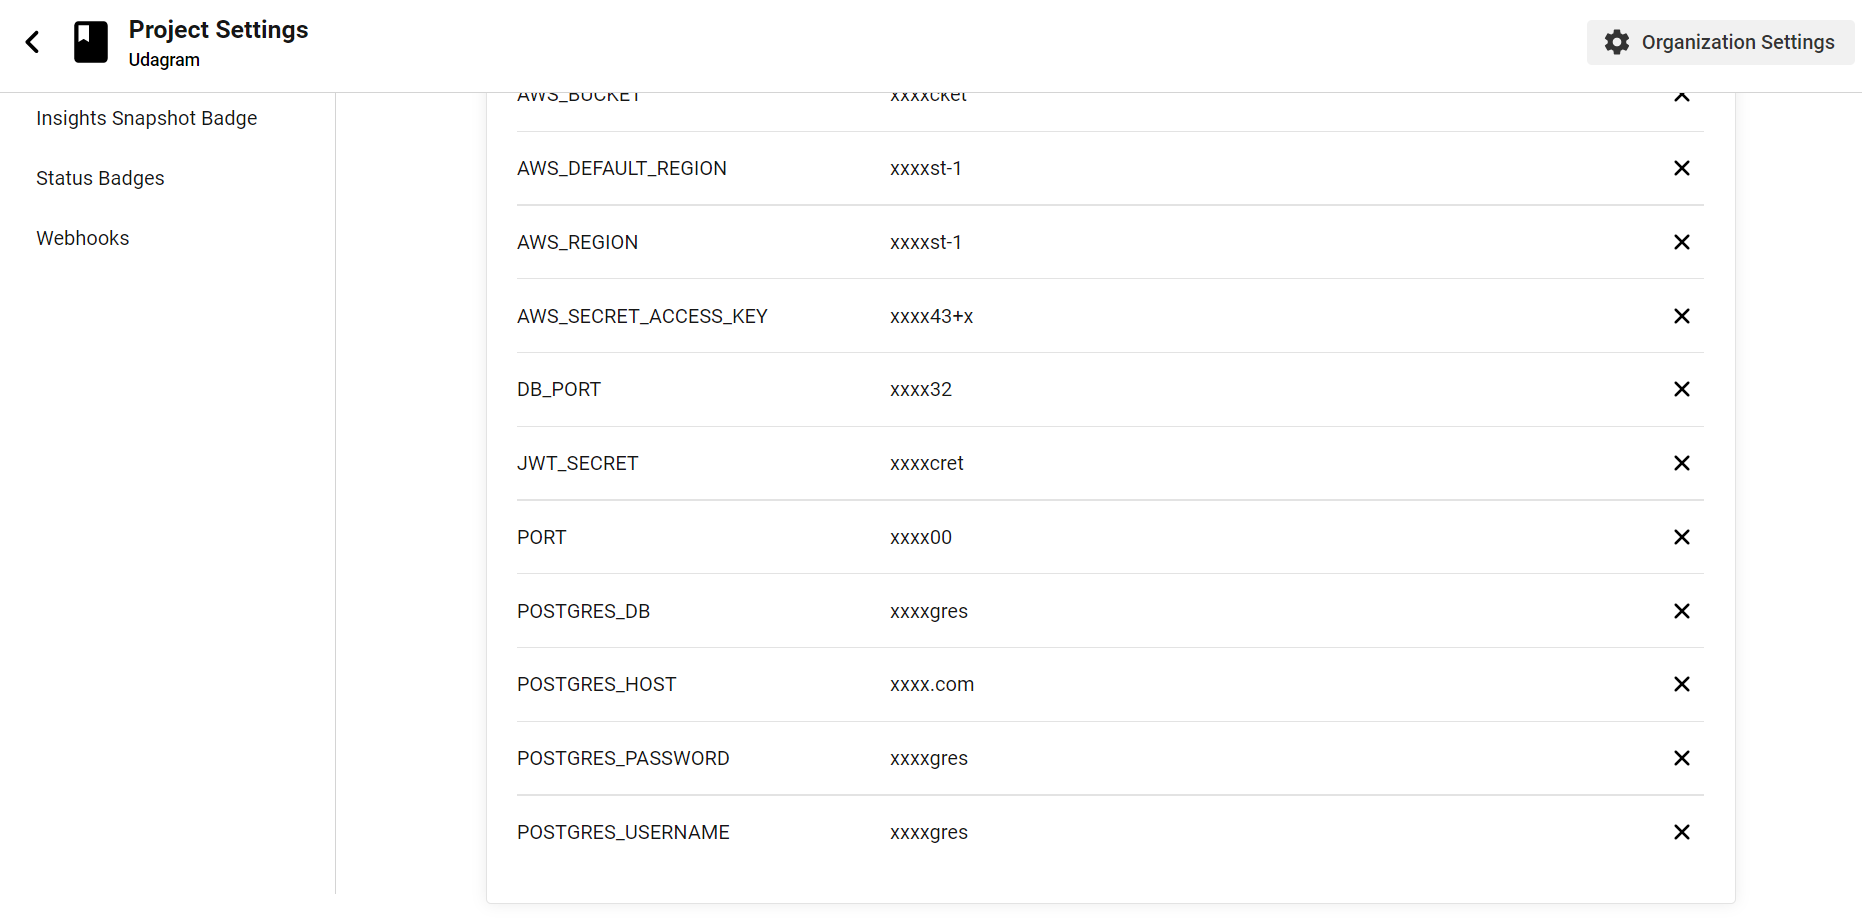 Project Settings
Udagram
Organization Settings
Insights Snapshot Badge
Status Badges
Webhooks
AWS_BUCKET xxxxcket
AWS_DEFAULT_REGION xxxxst-1
AWS_REGION xxxxst-1
AWS_SECRET_ACCESS_KEY xxxx43+x
DB_PORT xxxx32
JWT_SECRET xxxxcret
PORT xxxx00
POSTGRES_DB xxxxgres
POSTGRES_HOST xxxx.com
POSTGRES_PASSWORD xxxxgres
POSTGRES_USERNAME xxxxgres